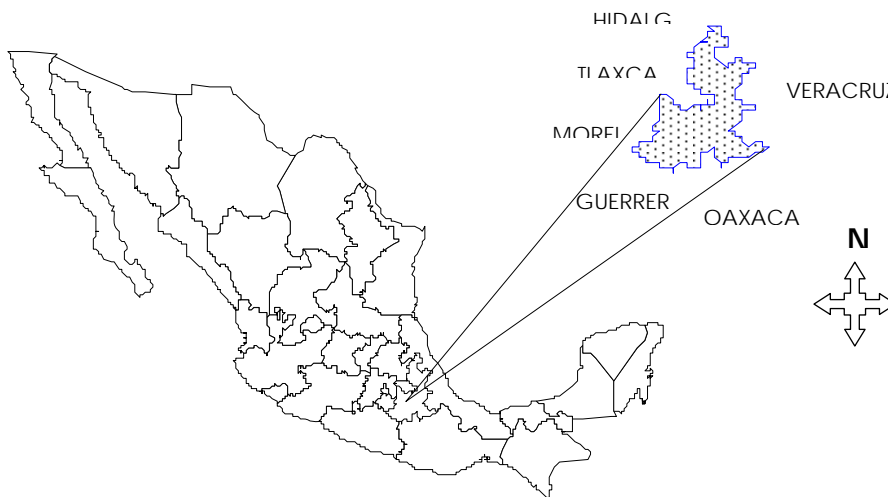 HIDALG
TLAXCA
VERACRUZ
MOREL
GUERRER
OAXACA
N